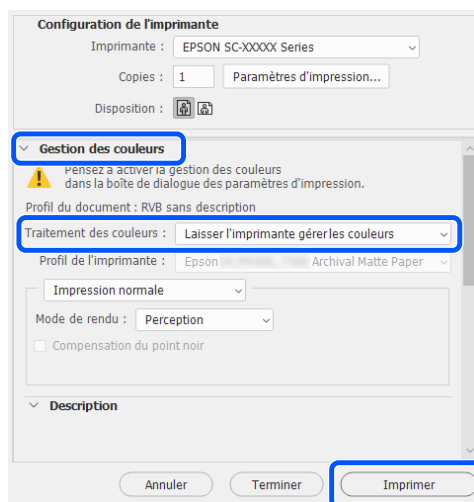 Configuration de l'imprimante
Imprimante : EPSON SC-XXXXX Series
Copies : 1 Paramètres d'impression...
Disposition :
Gestion des couleurs
Pensez à activer la gestion des couleurs
dans la boîte de dialogue des paramètres d'impression.
Profil du document : RVB sans description
Traitement des couleurs : Laisser l'imprimante gérer les couleurs
Profil de l'imprimante : Epson Archival Matte Paper
Impression normale
Mode de rendu : Perception
Compensation du point noir
Description
Annuler Terminer Imprimer